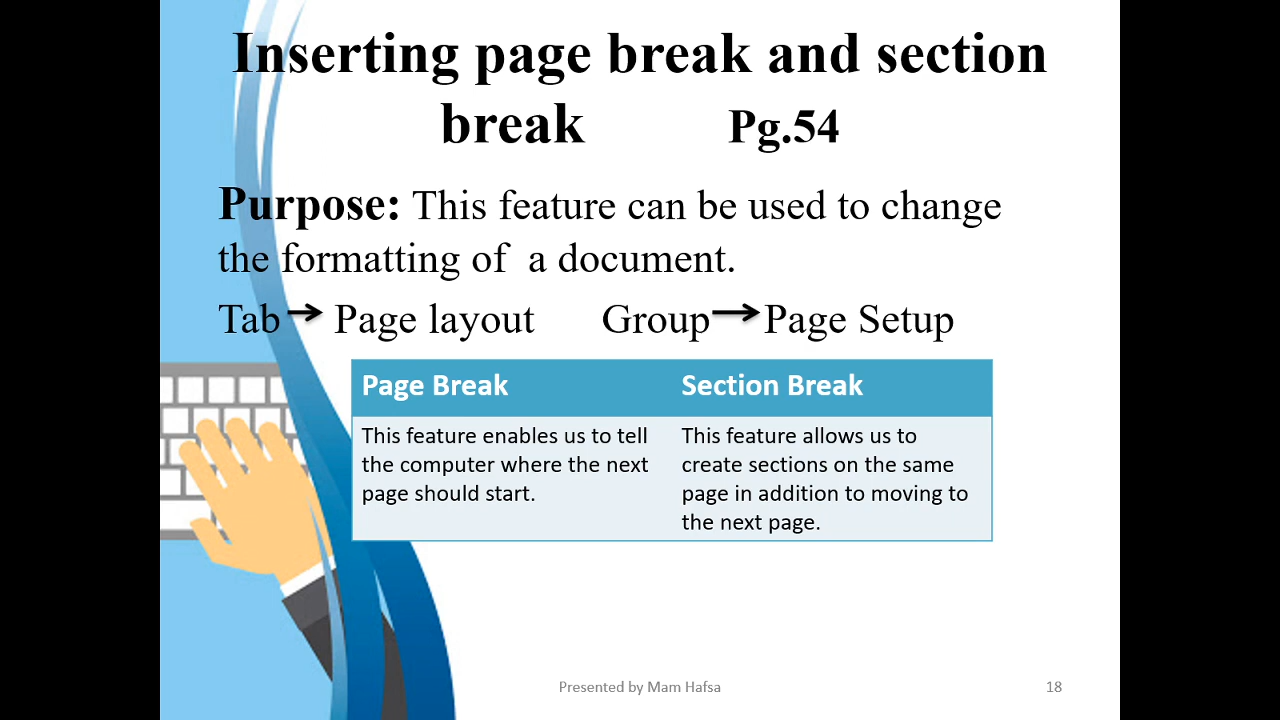 Inserting page break and section
break Pg.54
Purpose: This feature can be used to change
the formatting of a document.
Tab → Page layout Group → Page Setup
Page Break Section Break
This feature enables us to tell
the computer where the next
page should start.
This feature allows us to
create sections on the same
page in addition to moving to
the next page.
Presented by Mam Hafsa 18